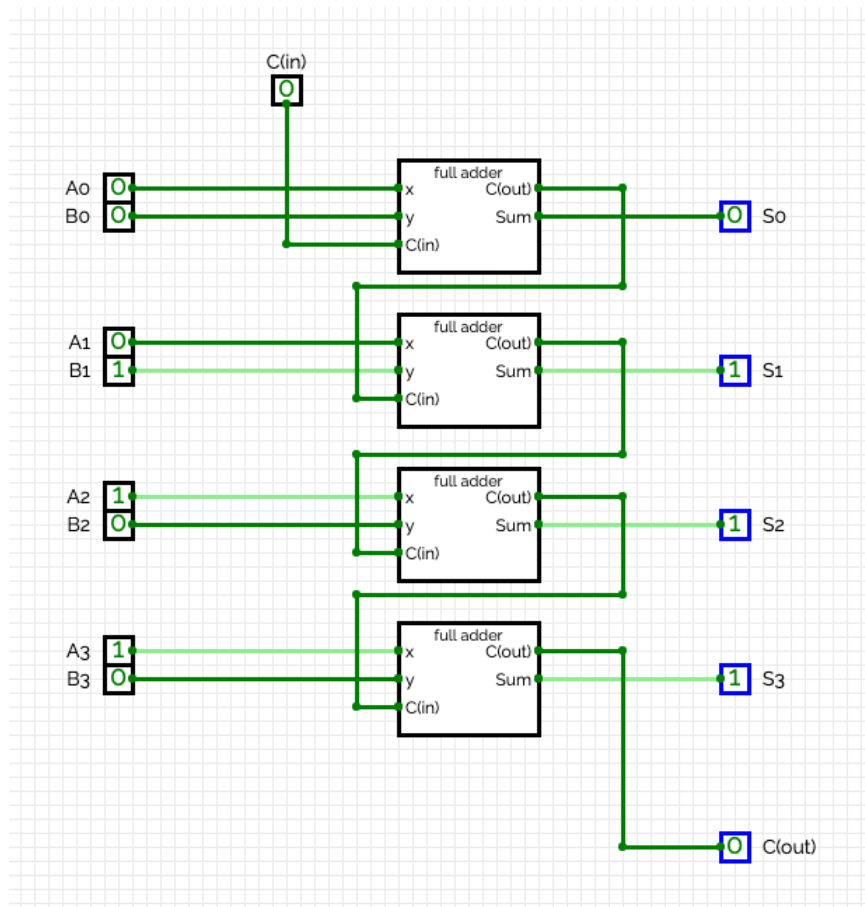 C(in)
0
full adder
A0 0 x C(out)
B0 0 y Sum 0 S0
C(in)
full adder
A1 0 x C(out)
B1 1 y Sum 1 S1
C(in)
full adder
A2 1 x C(out)
B2 0 y Sum 1 S2
C(in)
full adder
A3 1 x C(out)
B3 0 y Sum 1 S3
C(in)
0 C(out)